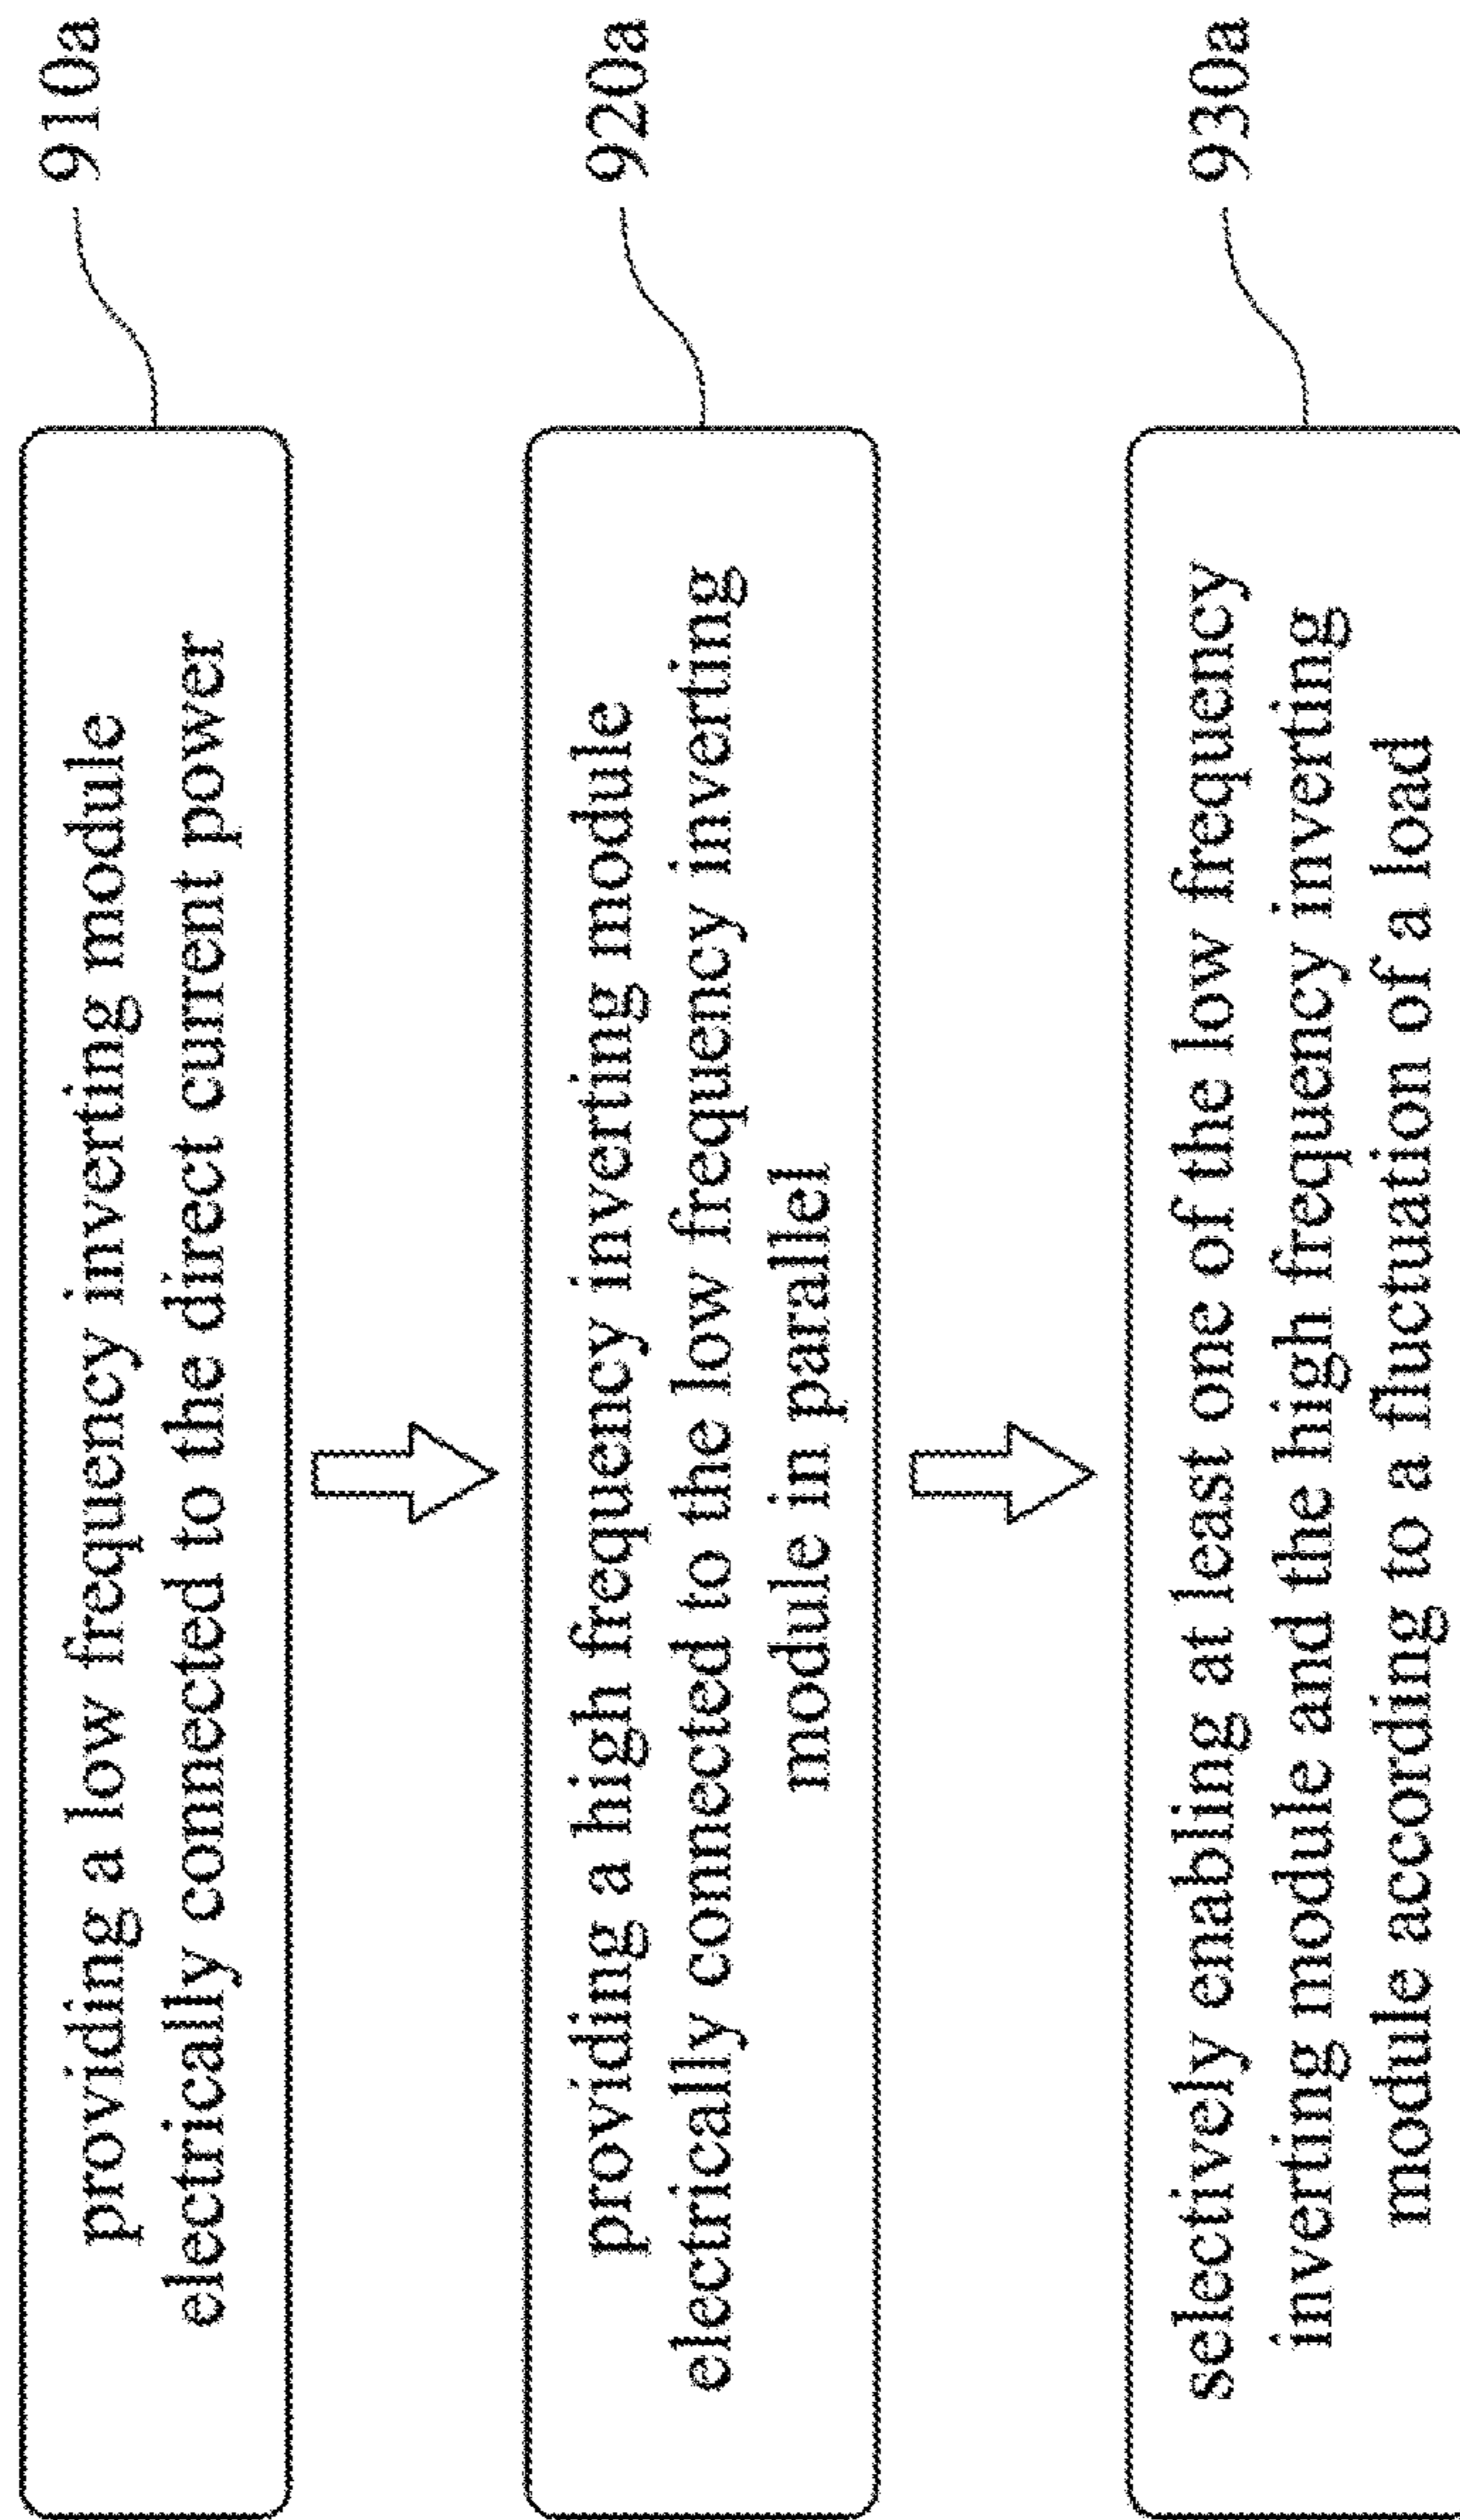 providing a low frequency inverting module
electrically connected to the direct current power
910a
providing a high frequency inverting module
electrically connected to the low frequency inverting
module in parallel
920a
selectively enabling at least one of the low frequency
inverting module and the high frequency inverting
module according to a fluctuation of a load
930a